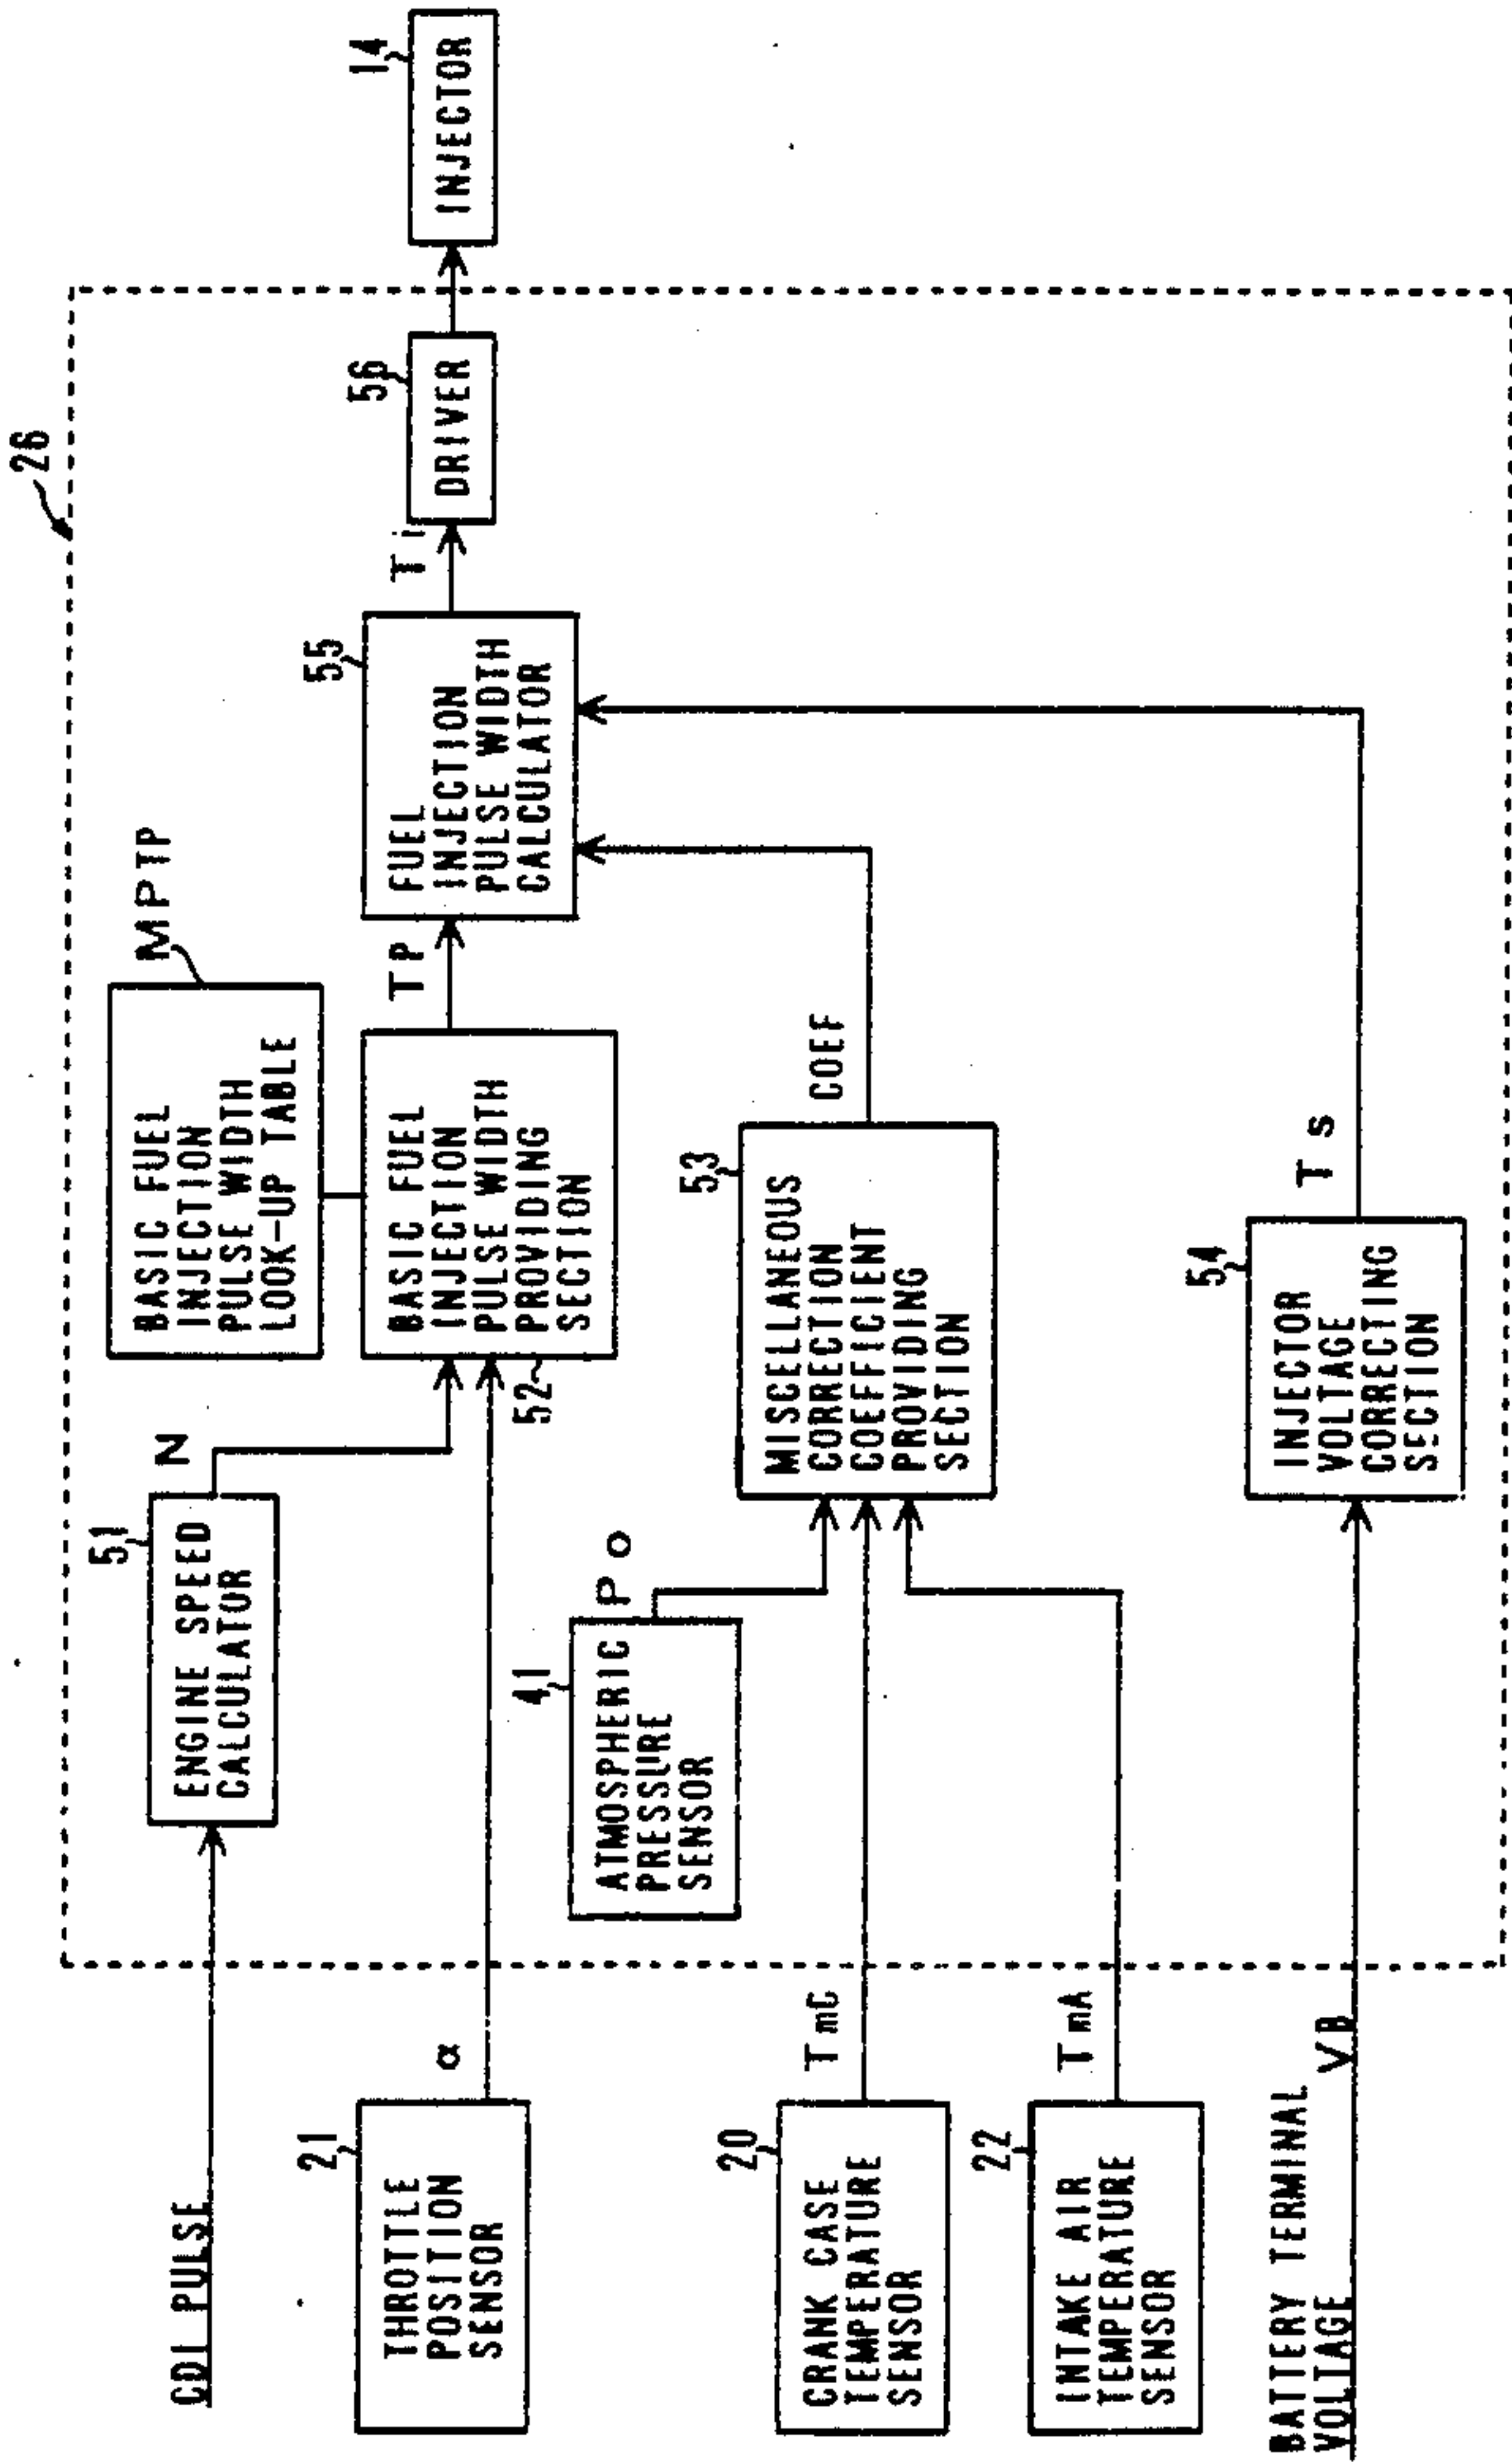 26
CDI PULSE
51
ENGINE SPEED
CALCULATOR
N
MPTP
BASIC FUEL
INJECTION
PULSE WIDTH
LOOK-UP TABLE
21
THROTTLE
POSITION
SENSOR
α
52
BASIC FUEL
INJECTION
PULSE WIDTH
PROVIDING
SECTION
TP
55
FUEL
INJECTION
PULSE WIDTH
CALCULATOR
Ti
56
DRIVER
14
INJECTOR
41
ATMOSPHERIC
PRESSURE
SENSOR
Po
20
CRANK CASE
TEMPERATURE
SENSOR
TmC
53
MISCELLANEOUS
CORRECTION
COEFFICIENT
PROVIDING
SECTION
COEF
22
INTAKE AIR
TEMPERATURE
SENSOR
TmA
BATTERY TERMINAL
VOLTAGE
VB
54
INJECTOR
VOLTAGE
CORRECTING
SECTION
Ts